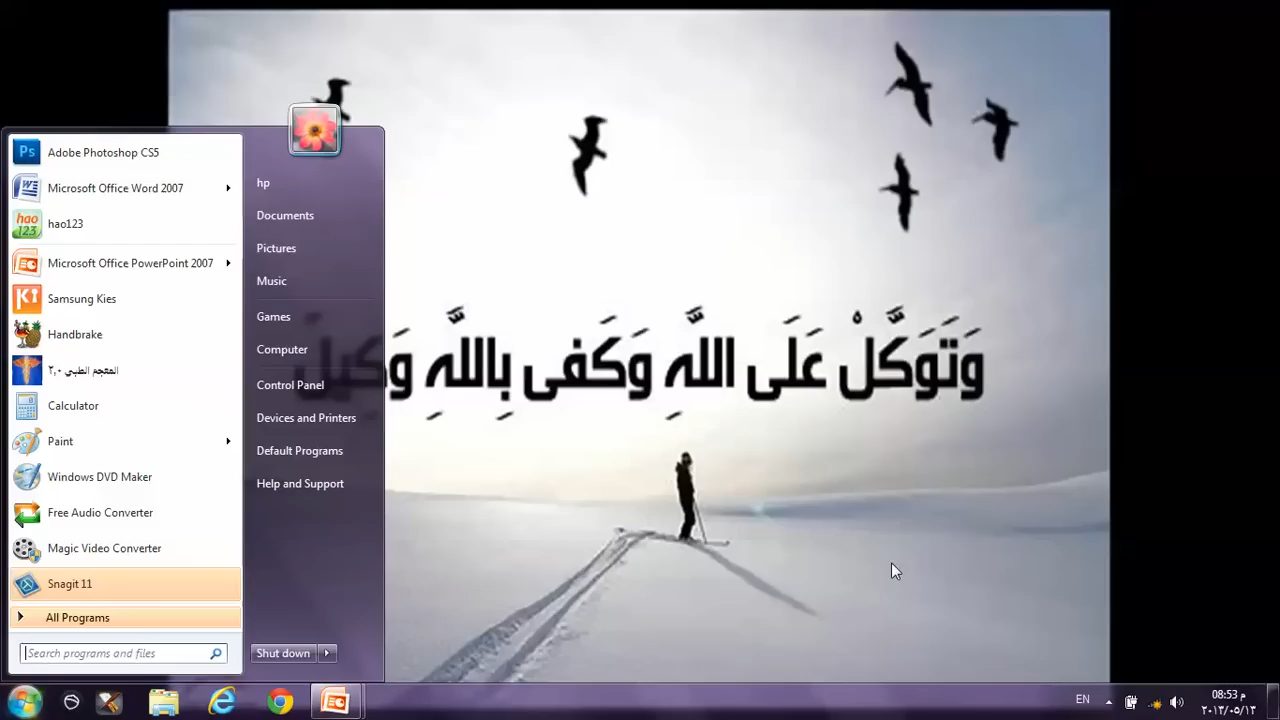 Adobe Photoshop CS5
Microsoft Office Word 2007
hao123
Microsoft Office PowerPoint 2007
Samsung Kies
Handbrake
المعجم الطبي ٢,٠
Calculator
Paint
Windows DVD Maker
Free Audio Converter
Magic Video Converter
Snagit 11
All Programs
Search programs and files
hp
Documents
Pictures
Music
Games
Computer
Control Panel
Devices and Printers
Default Programs
Help and Support
Shut down
وَتَوَكَّلْ عَلَى اللَّهِ وَكَفَى بِاللَّهِ وَكِيلًا
EN
08:53 م
٢٠١٣/٠٥/١٣